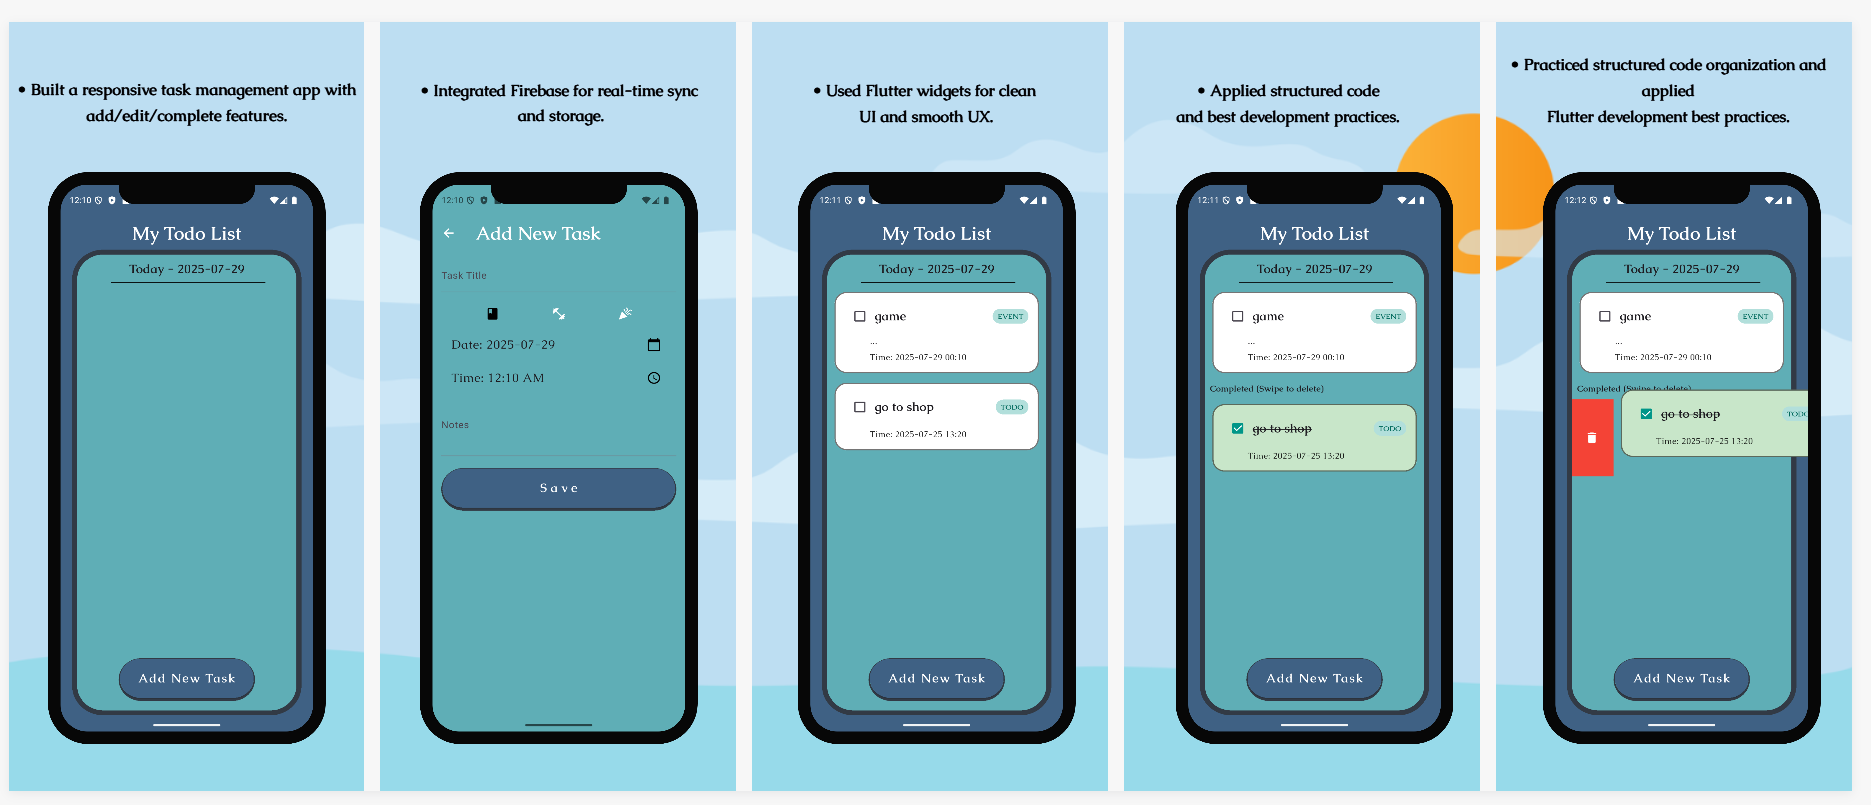 • Built a responsive task management app with
add/edit/complete features.
12:10
My Todo List
Today - 2025-07-29
Add New Task
• Integrated Firebase for real-time sync
and storage.
12:10
Add New Task
Task Title
Date: 2025-07-29
Time: 12:10 AM
Notes
Save
• Used Flutter widgets for clean
UI and smooth UX.
12:11
My Todo List
Today - 2025-07-29
game EVENT
...
Time: 2025-07-29 00:10
go to shop TODO
Time: 2025-07-25 13:20
Add New Task
• Applied structured code
and best development practices.
12:11
My Todo List
Today - 2025-07-29
game EVENT
...
Time: 2025-07-29 00:10
Completed (Swipe to delete)
go to shop TODO
Time: 2025-07-25 13:20
Add New Task
• Practiced structured code organization and
applied
Flutter development best practices.
12:12
My Todo List
Today - 2025-07-29
game EVENT
...
Time: 2025-07-29 00:10
Completed (Swipe to delete)
go to shop TODO
Time: 2025-07-25 13:20
Add New Task